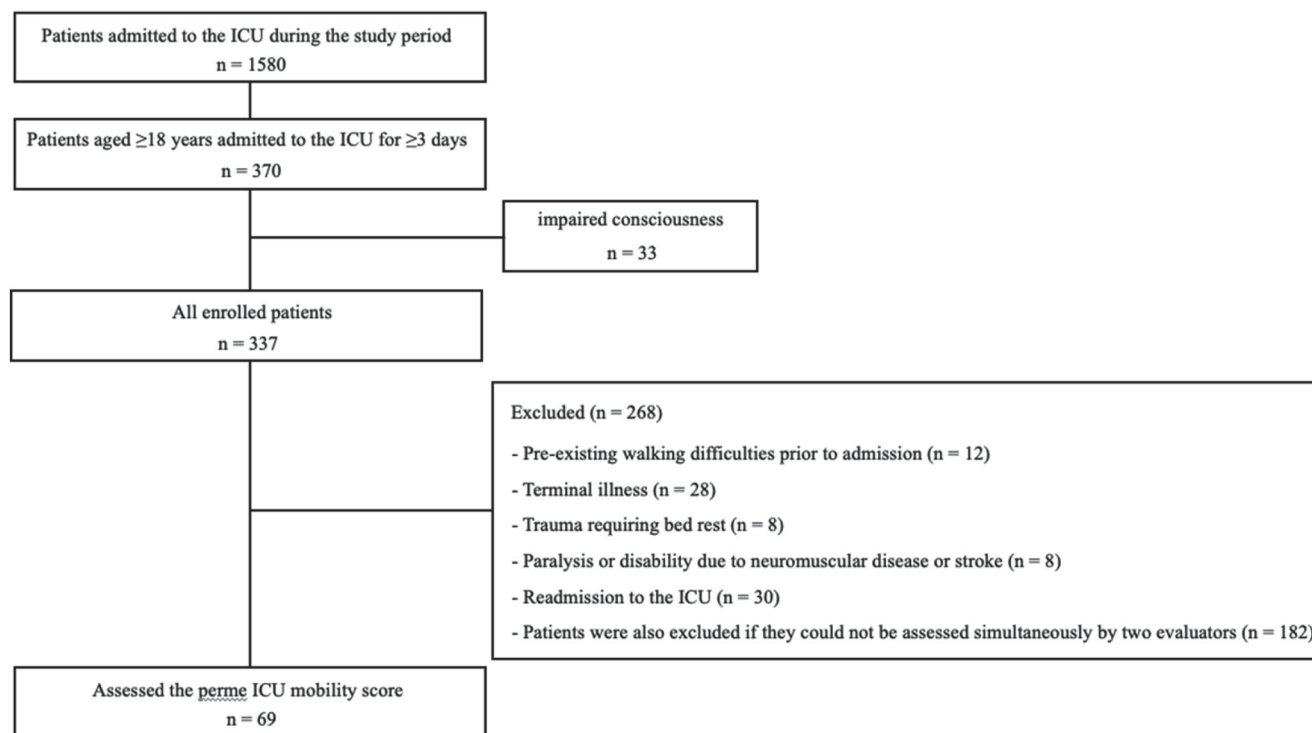 Patients admitted to the ICU during the study period
n = 1580
Patients aged ≥18 years admitted to the ICU for ≥3 days
n = 370
impaired consciousness
n = 33
All enrolled patients
n = 337
Excluded (n = 268)
- Pre-existing walking difficulties prior to admission (n = 12)
- Terminal illness (n = 28)
- Trauma requiring bed rest (n = 8)
- Paralysis or disability due to neuromuscular disease or stroke (n = 8)
- Readmission to the ICU (n = 30)
- Patients were also excluded if they could not be assessed simultaneously by two evaluators (n = 182)
Assessed the perme ICU mobility score
n = 69